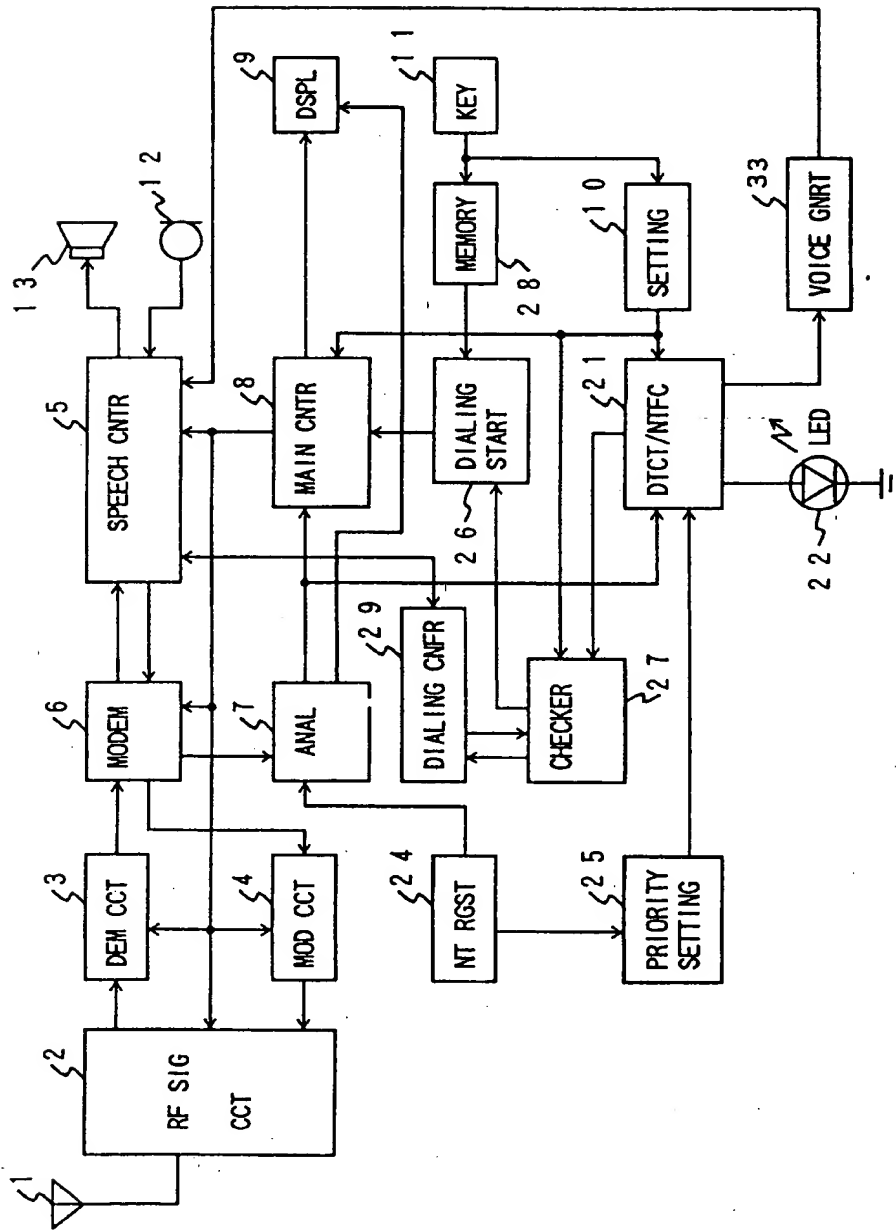 1
2
RF SIG
CCT
3
DEM CCT
4
MOD CCT
6
MODEM
5
SPEECH CNTR
13
12
7
ANAL
8
MAIN CNTR
9
DSPL
24
NT RGST
29
DIALING CNFR
26
DIALING
START
28
MEMORY
11
KEY
25
PRIORITY
SETTING
27
CHECKER
21
DTCT/NTFC
10
SETTING
22
LED
33
VOICE GNRT